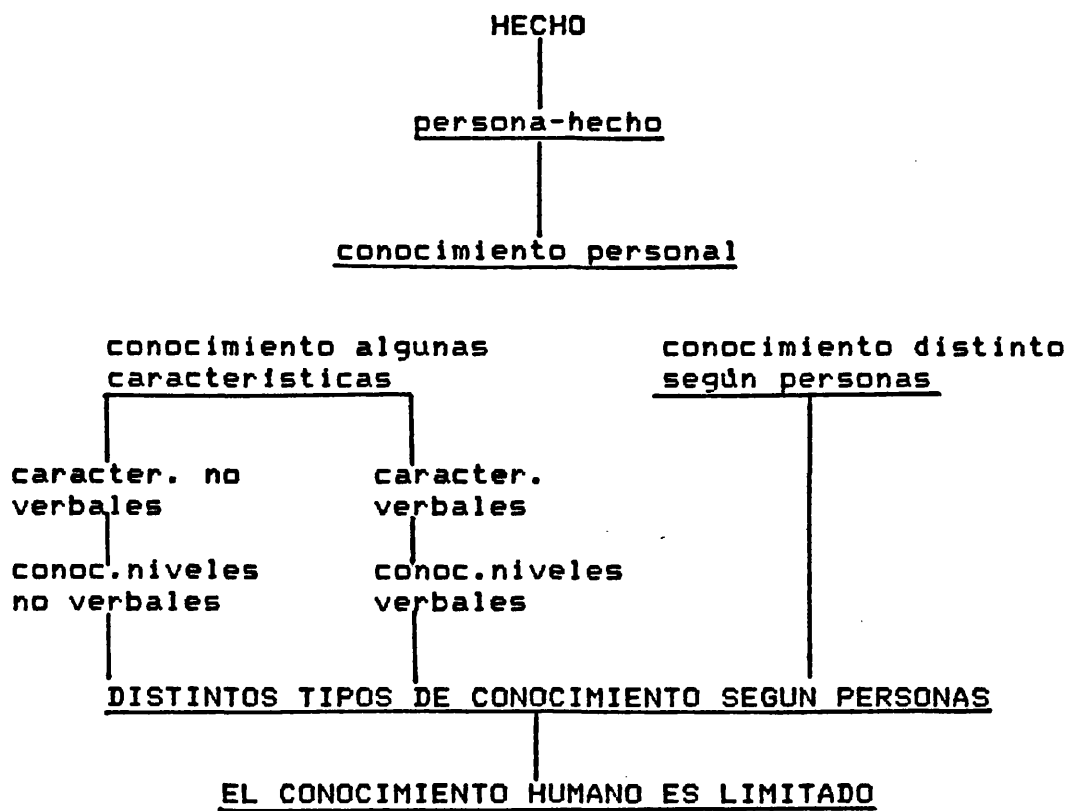 HECHO
persona-hecho
conocimiento personal
conocimiento algunas
características
conocimiento distinto
según personas
caracter. no
verbales
caracter.
verbales
conoc.niveles
no verbales
conoc.niveles
verbales
DISTINTOS TIPOS DE CONOCIMIENTO SEGUN PERSONAS
EL CONOCIMIENTO HUMANO ES LIMITADO